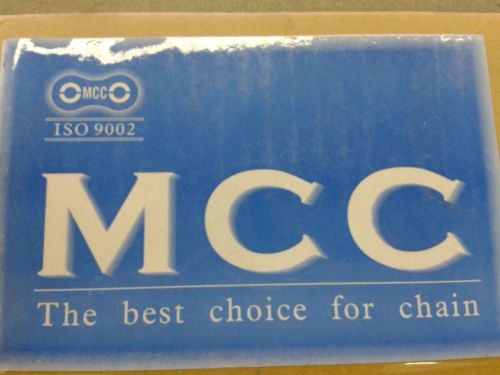 MCC
ISO 9002
MCC
The best choice for chain